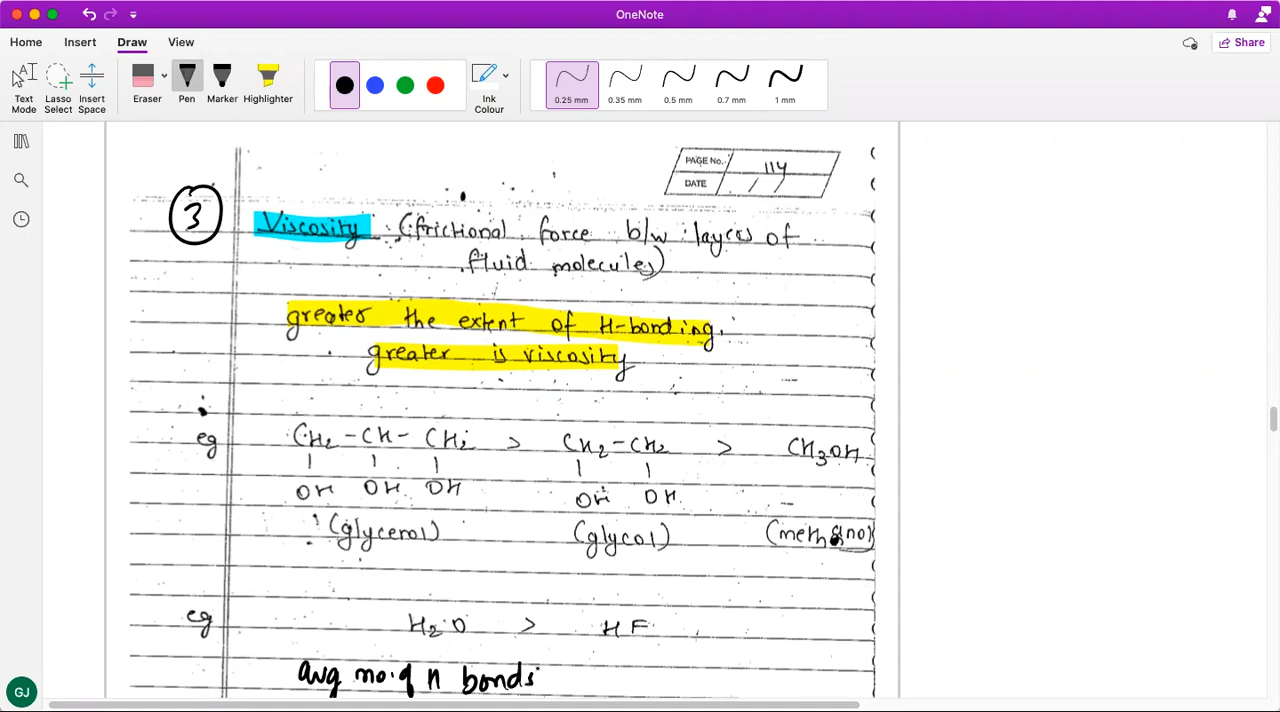 OneNote
Home Insert Draw View
Share
Text Mode
Lasso Select
Insert Space
Eraser
Pen
Marker
Highlighter
Ink Colour
0.25 mm
0.35 mm
0.5 mm
0.7 mm
1 mm
PAGE No. 114
DATE / /
3
Viscosity (frictional force b/w layers of
fluid molecules)
greater the extent of H-bonding.
greater is viscosity
eg CH2 - CH - CH2 > CH2 - CH2 > CH3OH
OH OH OH OH OH
(glycerol) (glycol) (methanol)
eg H2O > HF
avg no. of H bonds
GJ